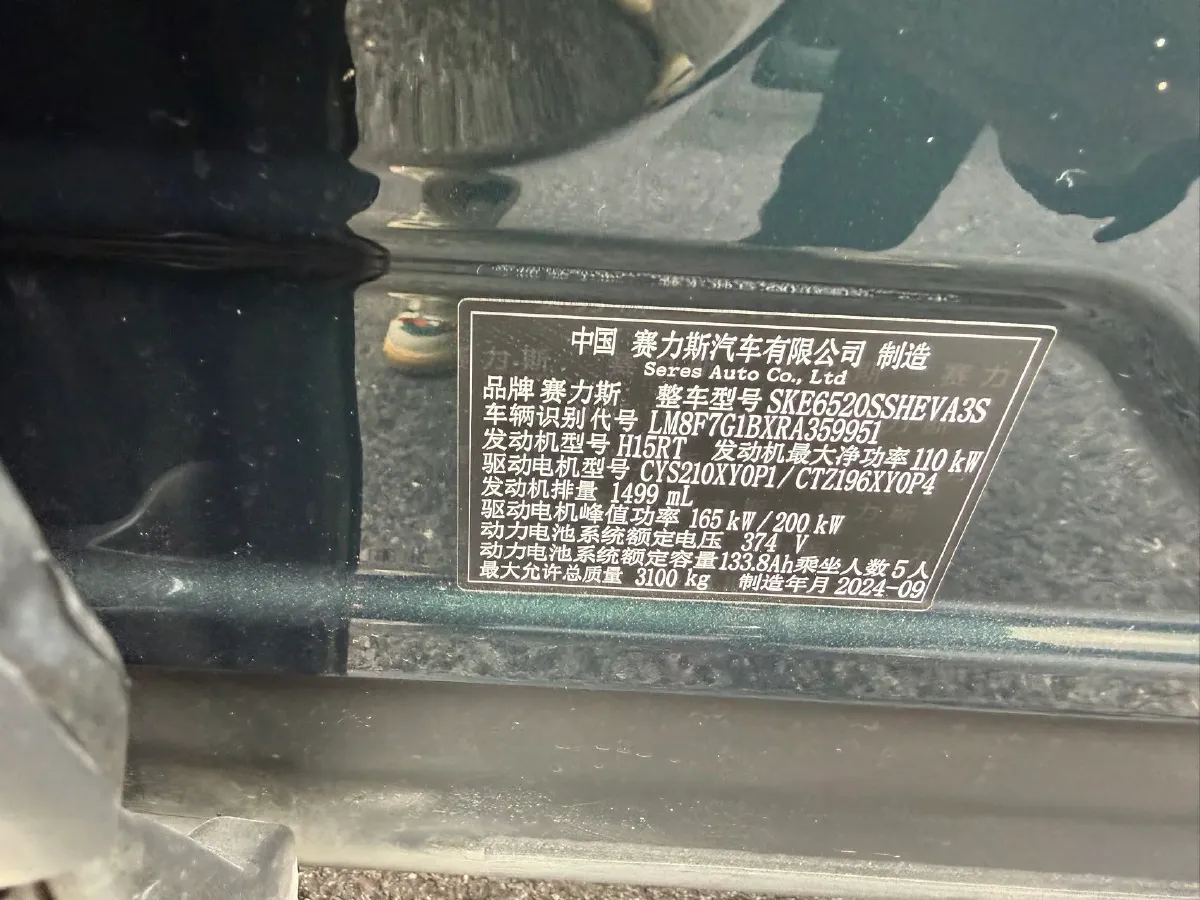 中国 赛力斯汽车有限公司 制造
Seres Auto Co., Ltd
品牌 赛力斯 整车型号 SKE6520SSHEVA3S
车辆识别代号 LM8F7G1BXRA359951
发动机型号 H15RT 发动机最大净功率 110 kW
驱动电机型号 CYS210XY0P1/CTZ196XY0P4
发动机排量 1499 mL
驱动电机峰值功率 165 kW/200 kW
动力电池系统额定电压 374 V
动力电池系统额定容量 133.8Ah 乘坐人数 5 人
最大允许总质量 3100 kg 制造年月 2024-09